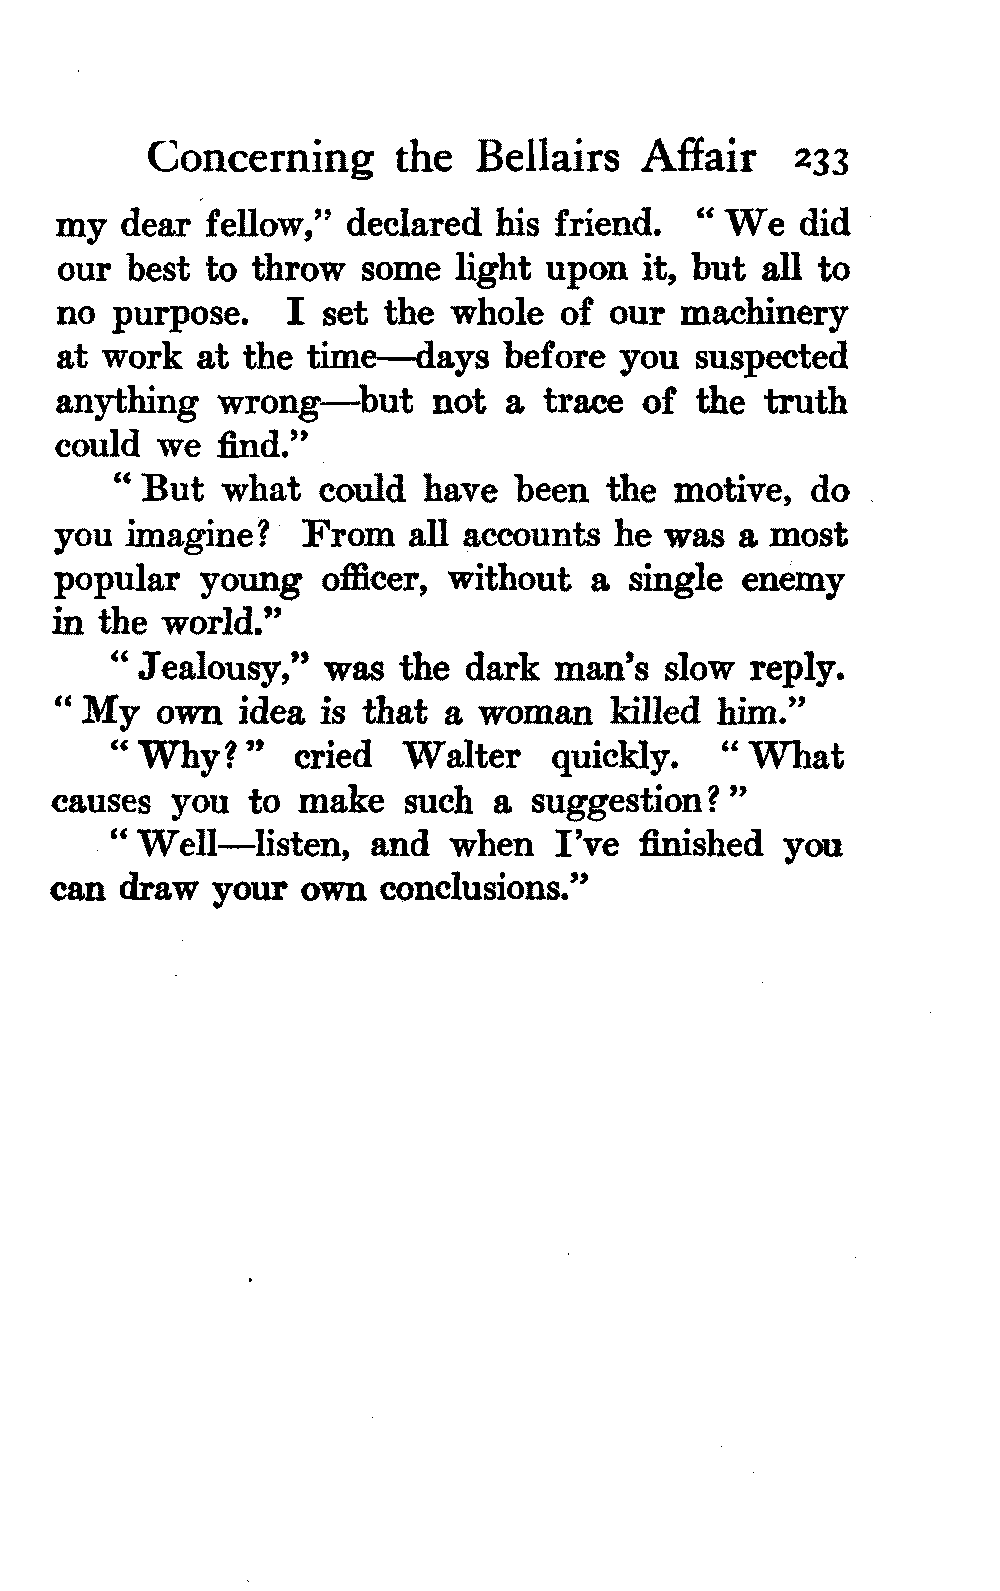 Concerning the Bellairs Affair 233
my dear fellow,” declared his friend. “ We did
our best to throw some light upon it, but all to
no purpose. I set the whole of our machinery
at work at the time—days before you suspected
anything wrong—but not a trace of the truth
could we find.”
“ But what could have been the motive, do
you imagine? From all accounts he was a most
popular young officer, without a single enemy
in the world.”
“ Jealousy,” was the dark man’s slow reply.
“ My own idea is that a woman killed him.”
“ Why? ” cried Walter quickly. “ What
causes you to make such a suggestion? ”
“ Well—listen, and when I’ve finished you
can draw your own conclusions.”